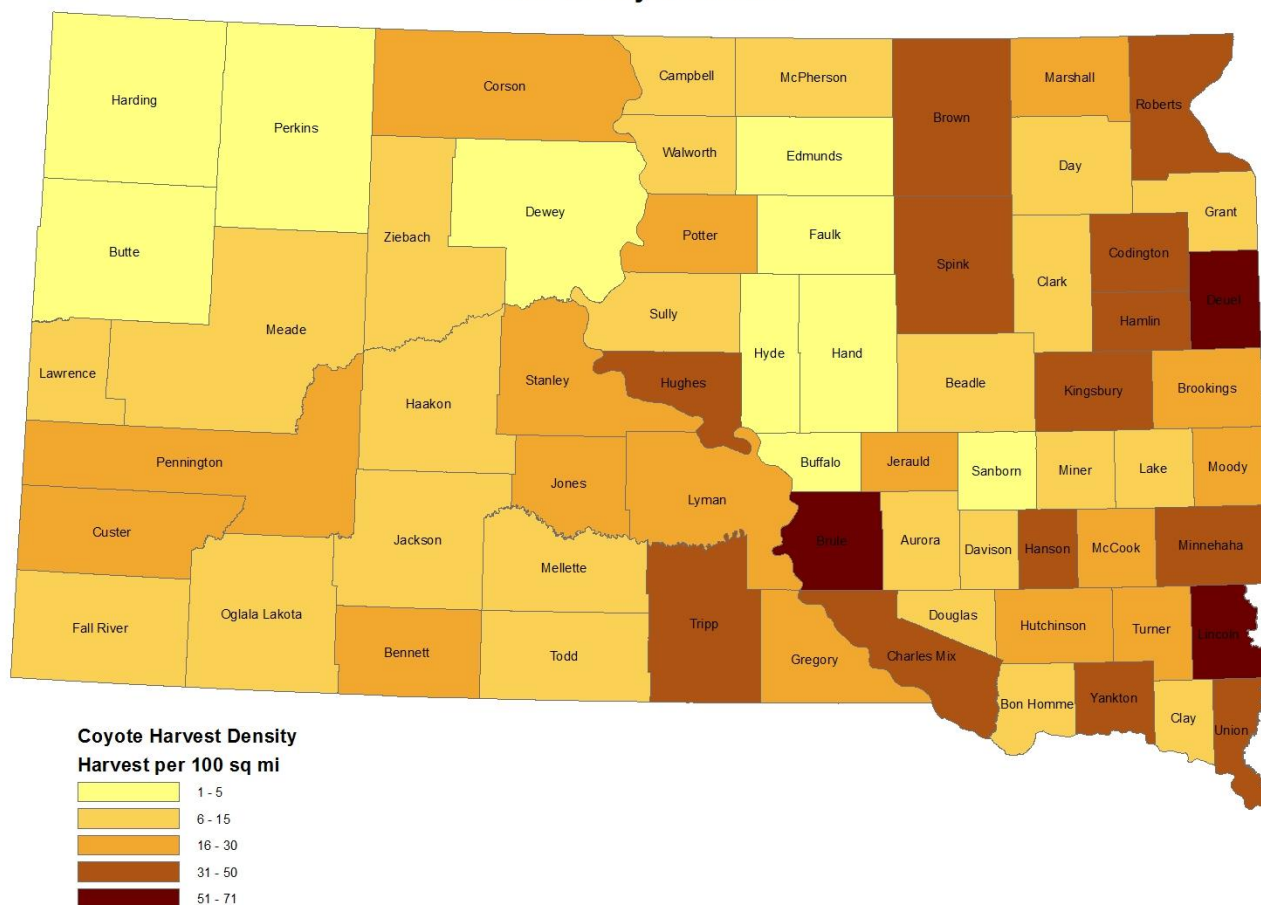 Harding
Perkins
Corson
Campbell
McPherson
Brown
Marshall
Roberts
Walworth
Edmunds
Day
Dewey
Ziebach
Butte
Potter
Faulk
Grant
Spink
Codington
Clark
Deuel
Meade
Sully
Hamlin
Lawrence
Haakon
Stanley
Hughes
Hyde
Hand
Beadle
Kingsbury
Brookings
Pennington
Jones
Lyman
Buffalo
Jerauld
Sanborn
Miner
Lake
Moody
Custer
Jackson
Mellette
Brule
Aurora
Davison
Hanson
McCook
Minnehaha
Fall River
Oglala Lakota
Bennett
Todd
Tripp
Gregory
Charles Mix
Douglas
Hutchinson
Turner
Lincoln
Bon Homme
Yankton
Clay
Union
Coyote Harvest Density
Harvest per 100 sq mi
1 - 5
6 - 15
16 - 30
31 - 50
51 - 71